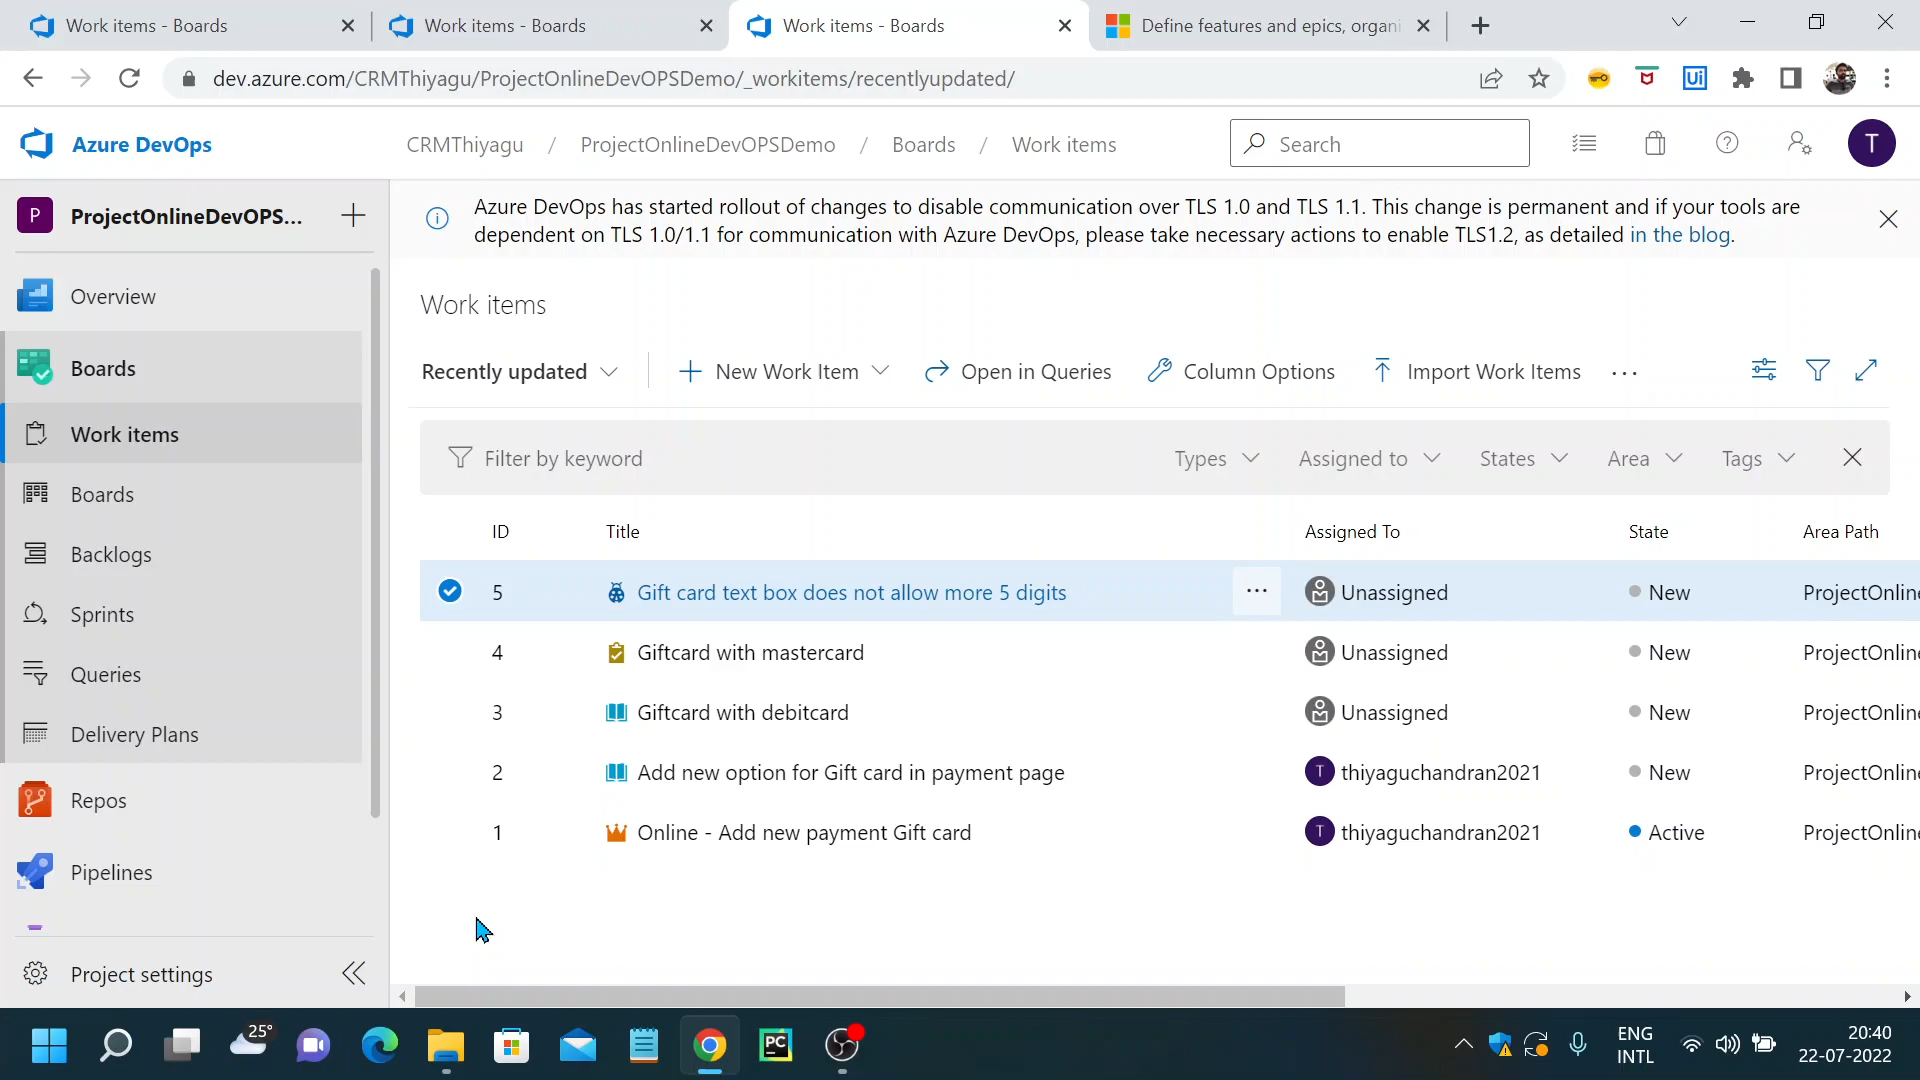 Work items - Boards
Work items - Boards
Work items - Boards
Define features and epics, organi
dev.azure.com/CRMThiyagu/ProjectOnlineDevOPSDemo/_workitems/recentlyupdated/
Ui
Azure DevOps
CRMThiyagu / ProjectOnlineDevOPSDemo / Boards / Work items
Search
T
P ProjectOnlineDevOPS...
Azure DevOps has started rollout of changes to disable communication over TLS 1.0 and TLS 1.1. This change is permanent and if your tools are
dependent on TLS 1.0/1.1 for communication with Azure DevOps, please take necessary actions to enable TLS1.2, as detailed in the blog.
Overview
Boards
Work items
Boards
Backlogs
Sprints
Queries
Delivery Plans
Repos
Pipelines
Project settings
Work items
Recently updated
New Work Item
Open in Queries
Column Options
Import Work Items
Filter by keyword
Types
Assigned to
States
Area
Tags
ID Title Assigned To State Area Path
5 Gift card text box does not allow more 5 digits Unassigned New ProjectOnline
4 Giftcard with mastercard Unassigned New ProjectOnline
3 Giftcard with debitcard Unassigned New ProjectOnline
2 Add new option for Gift card in payment page T thiyaguchandran2021 New ProjectOnline
1 Online - Add new payment Gift card T thiyaguchandran2021 Active ProjectOnline
25°
PC
ENG
INTL
20:40
22-07-2022